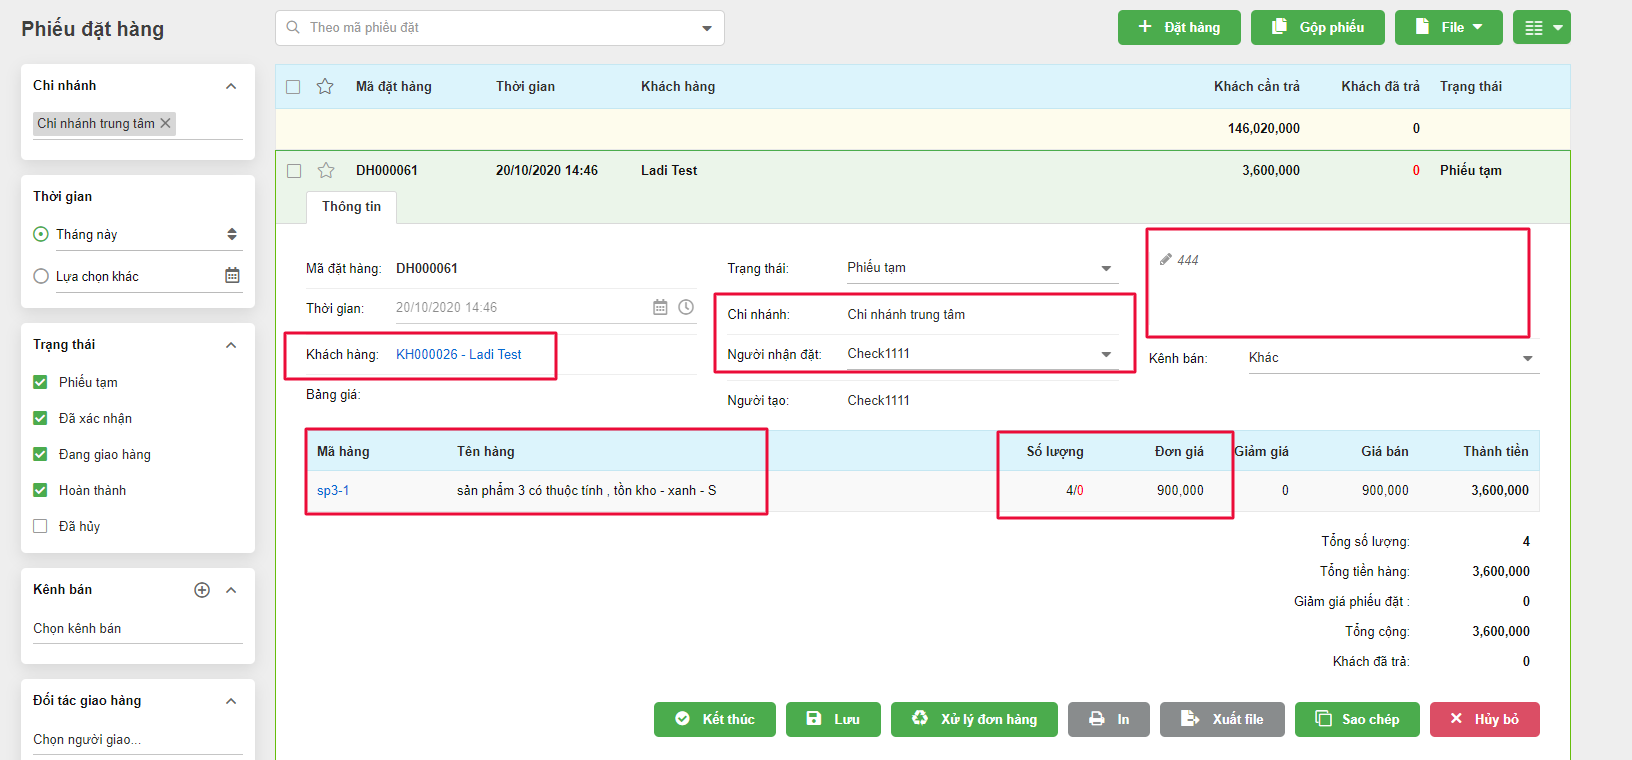 Phiếu đặt hàng
Theo mã phiếu đặt
Đặt hàng
Gộp phiếu
File
Chi nhánh
Chi nhánh trung tâm
Thời gian
Tháng này
Lựa chọn khác
Trạng thái
Phiếu tạm
Đã xác nhận
Đang giao hàng
Hoàn thành
Đã hủy
Kênh bán
Chọn kênh bán
Đối tác giao hàng
Chọn người giao...
Mã đặt hàng Thời gian Khách hàng Khách cần trả Khách đã trả Trạng thái
146,020,000 0
DH000061 20/10/2020 14:46 Ladi Test 3,600,000 0 Phiếu tạm
Thông tin
Mã đặt hàng: DH000061
Thời gian: 20/10/2020 14:46
Khách hàng: KH000026 - Ladi Test
Bảng giá:
Trạng thái: Phiếu tạm
Chi nhánh: Chi nhánh trung tâm
Người nhận đặt: Check1111
Người tạo: Check1111
444
Kênh bán: Khác
Mã hàng Tên hàng Số lượng Đơn giá Giảm giá Giá bán Thành tiền
sp3-1 sản phẩm 3 có thuộc tính , tồn kho - xanh - S 4/0 900,000 0 900,000 3,600,000
Tổng số lượng: 4
Tổng tiền hàng: 3,600,000
Giảm giá phiếu đặt : 0
Tổng cộng: 3,600,000
Khách đã trả: 0
Kết thúc
Lưu
Xử lý đơn hàng
In
Xuất file
Sao chép
Hủy bỏ